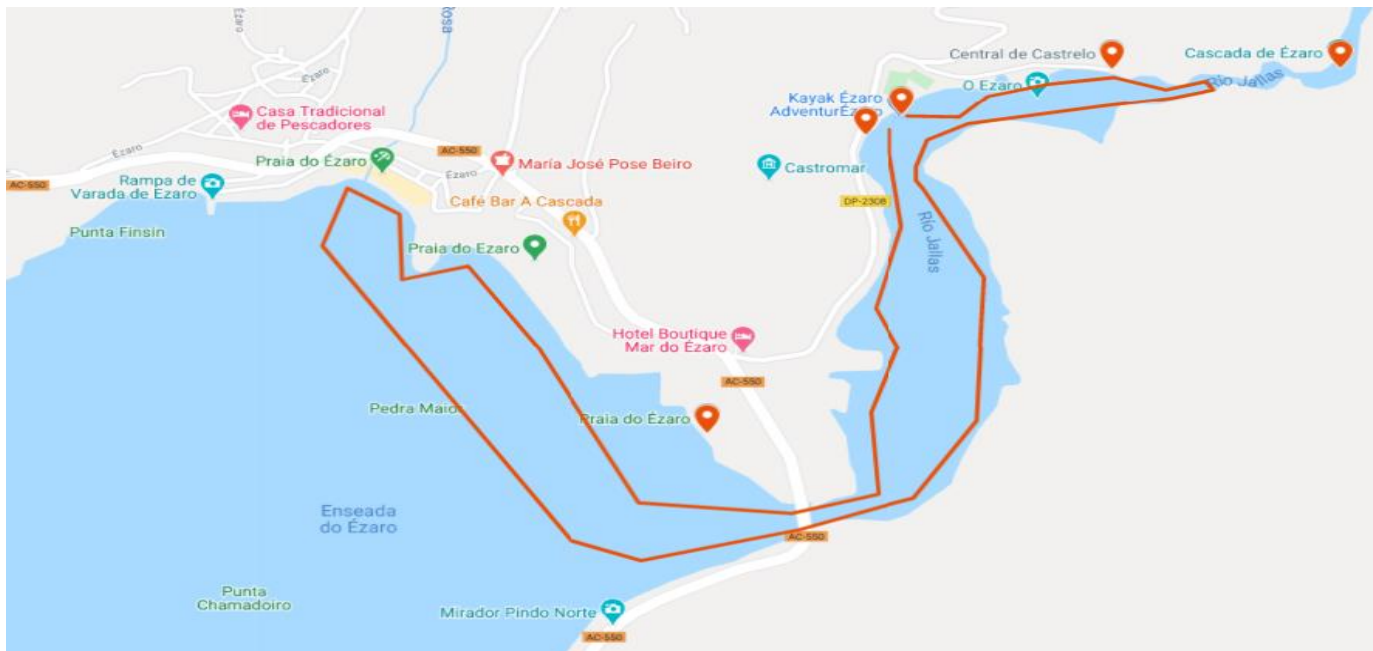 Rosa
Ézaro
Central de Castrelo
Cascada de Ézaro
O Ezaro
Río Jallas
Kayak Ézaro
AdventurÉzaro
Casa Tradicional
de Pescadores
AC-550
Ézaro
Praia do Ézaro
Ézaro
María José Pose Beiro
Castromar
AC-550
Rampa de
Varada de Ezaro
Café Bar A Cascada
DP-2308
Punta Finsín
Praia do Ezaro
Río Jallas
Hotel Boutique
Mar do Ézaro
AC-550
Pedra Maior
Praia do Ézaro
Enseada
do Ézaro
AC-550
Punta
Chamadoiro
Mirador Pindo Norte
AC-550